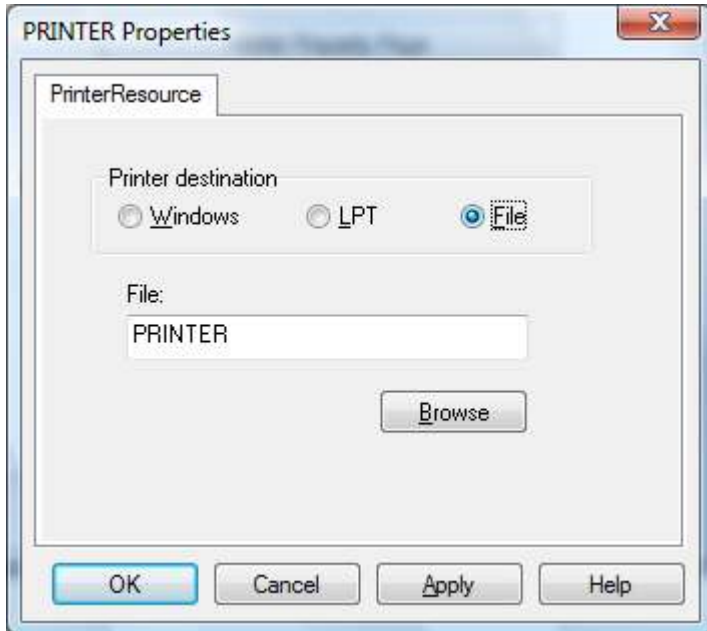 PRINTER Properties
PrinterResource
Printer destination
Windows LPT File
File:
PRINTER
Browse
OK Cancel Apply Help